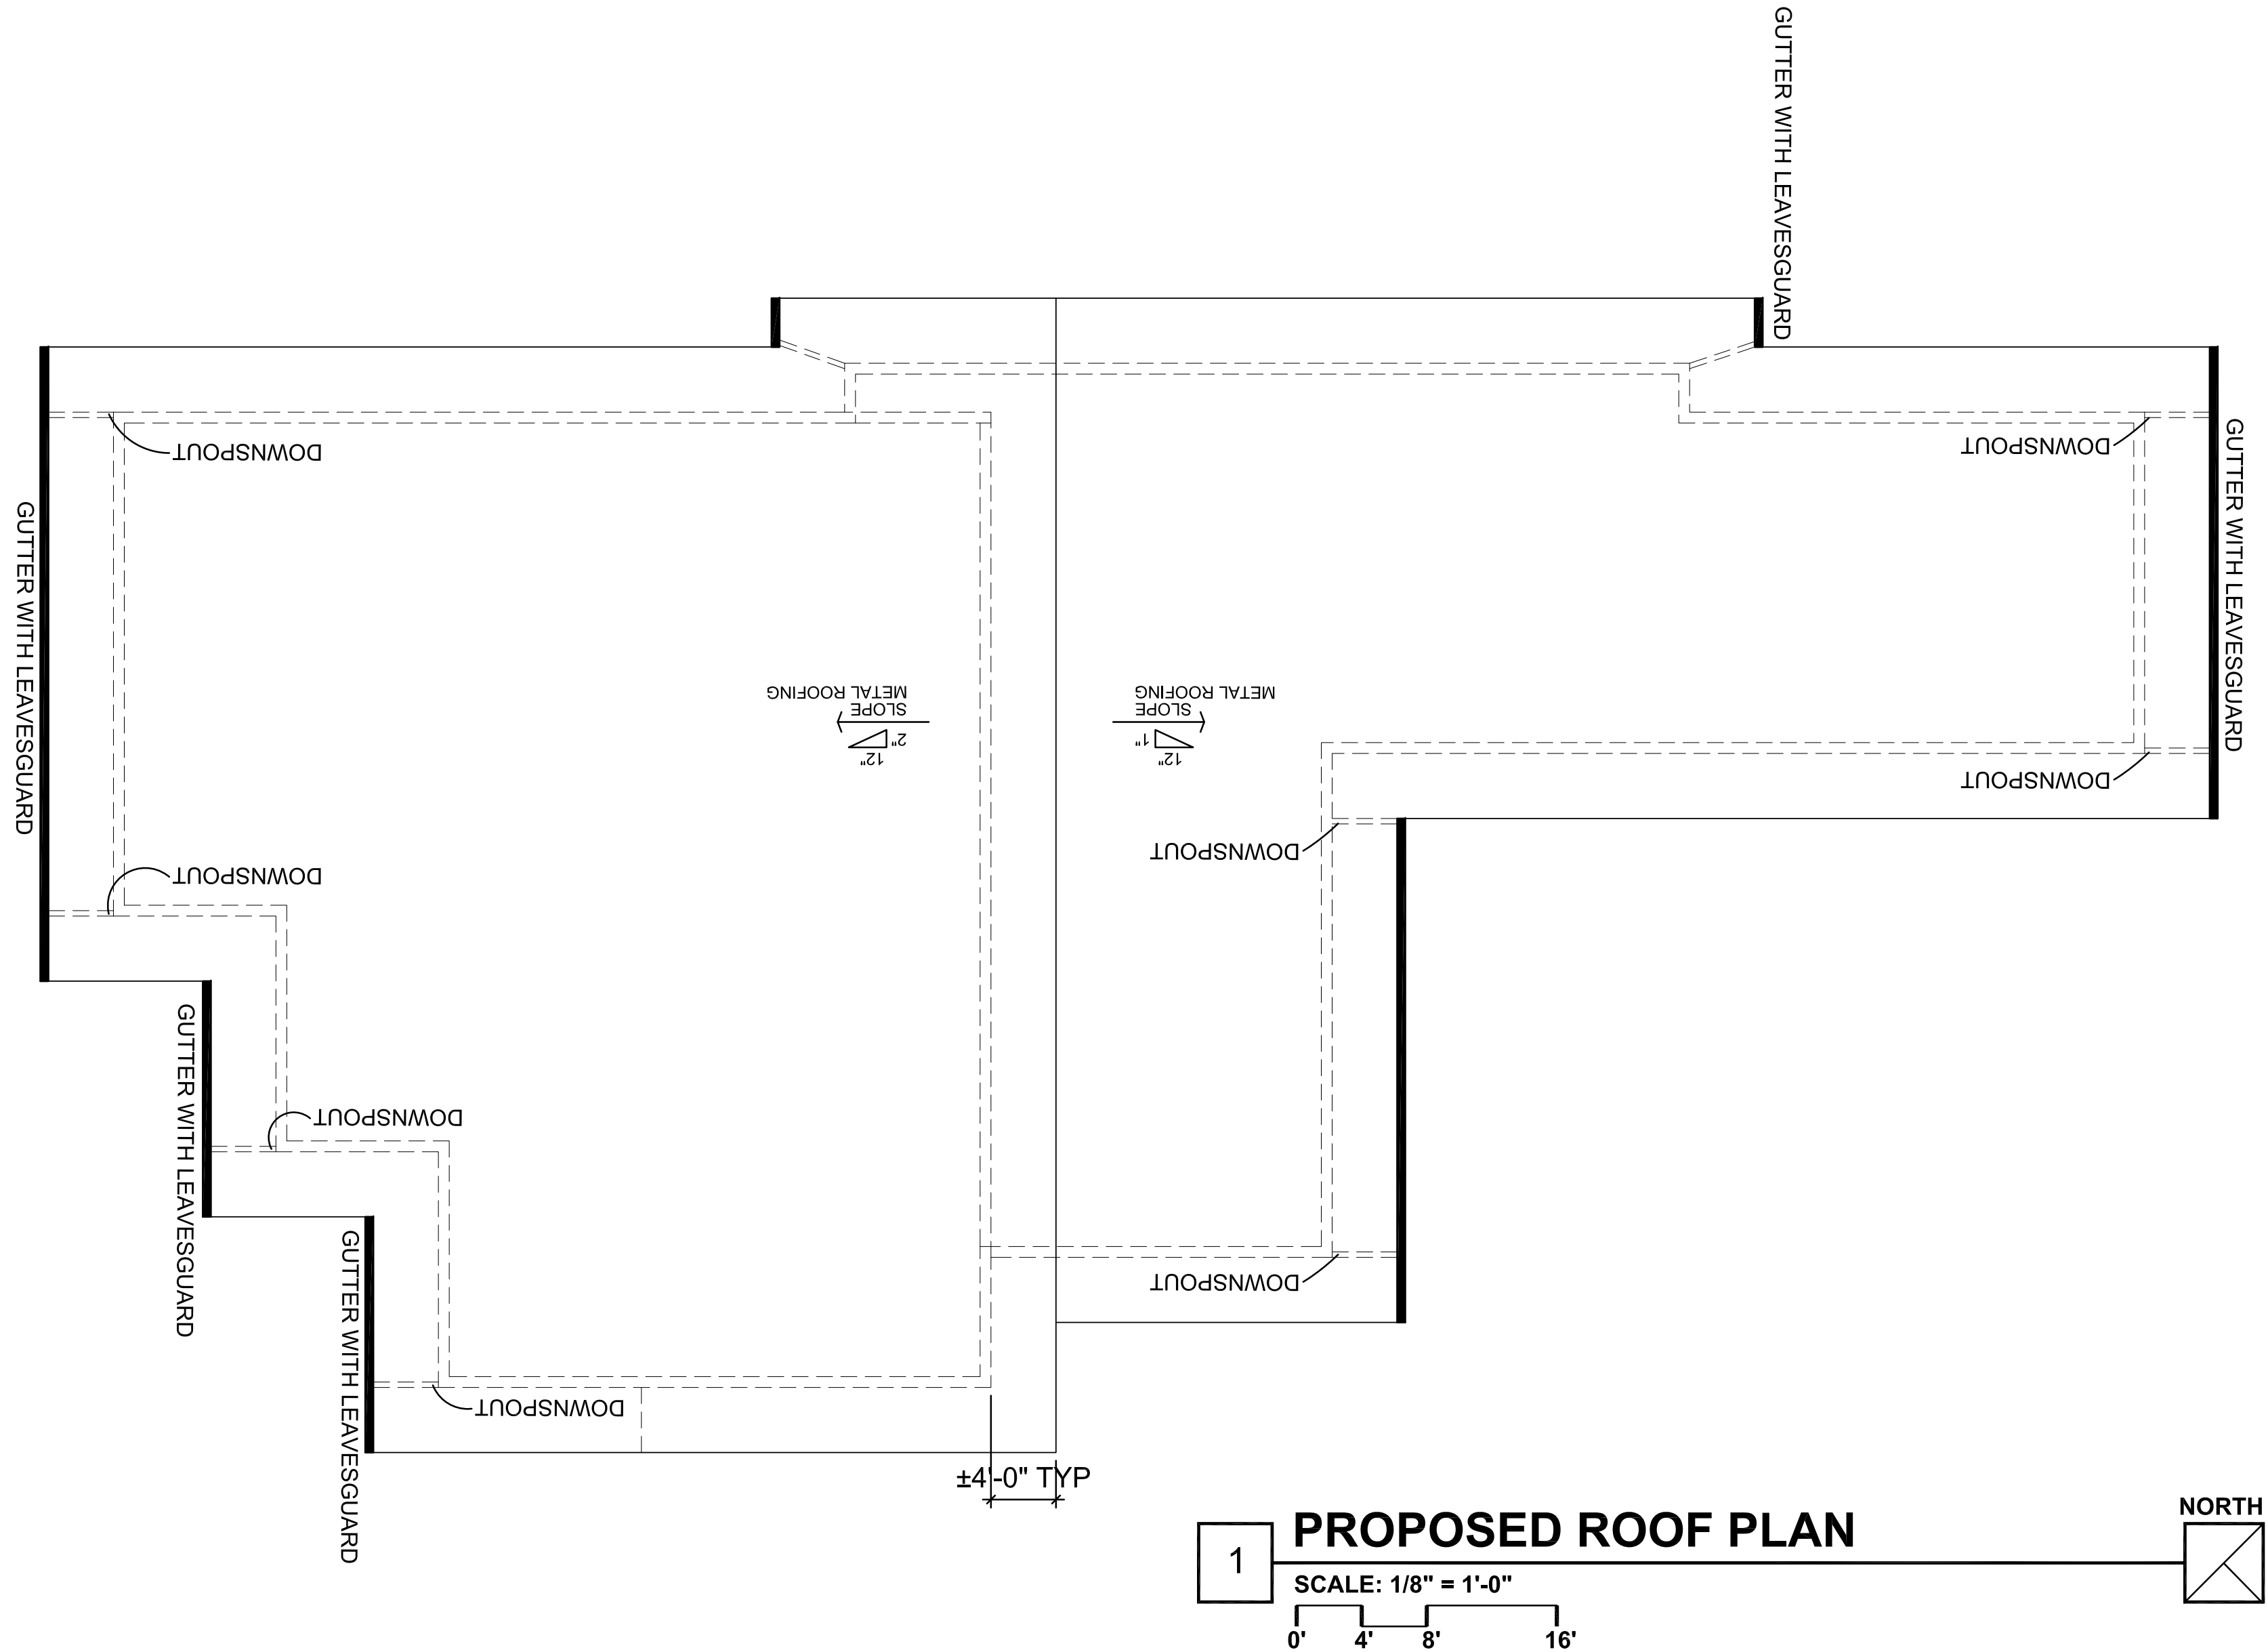 GUTTER WITH LEAVESGUARD
DOWNSPOUT
DOWNSPOUT
GUTTER WITH LEAVESGUARD
GUTTER WITH LEAVESGUARD
METAL ROOFING
SLOPE
2"
12"
METAL ROOFING
SLOPE
1"
12"
DOWNSPOUT
DOWNSPOUT
DOWNSPOUT
GUTTER WITH LEAVESGUARD
DOWNSPOUT
GUTTER WITH LEAVESGUARD
DOWNSPOUT
DOWNSPOUT
±4'-0" TYP
1
PROPOSED ROOF PLAN
SCALE: 1/8" = 1'-0"
0' 4' 8' 16'
NORTH